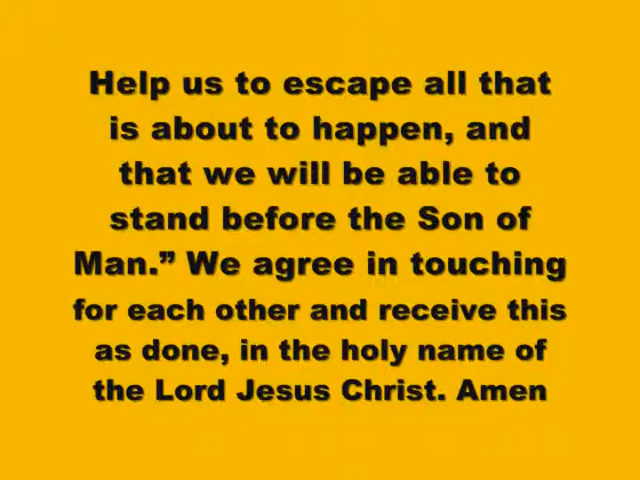 Help us to escape all that
is about to happen, and
that we will be able to
stand before the Son of
Man.” We agree in touching
for each other and receive this
as done, in the holy name of
the Lord Jesus Christ. Amen